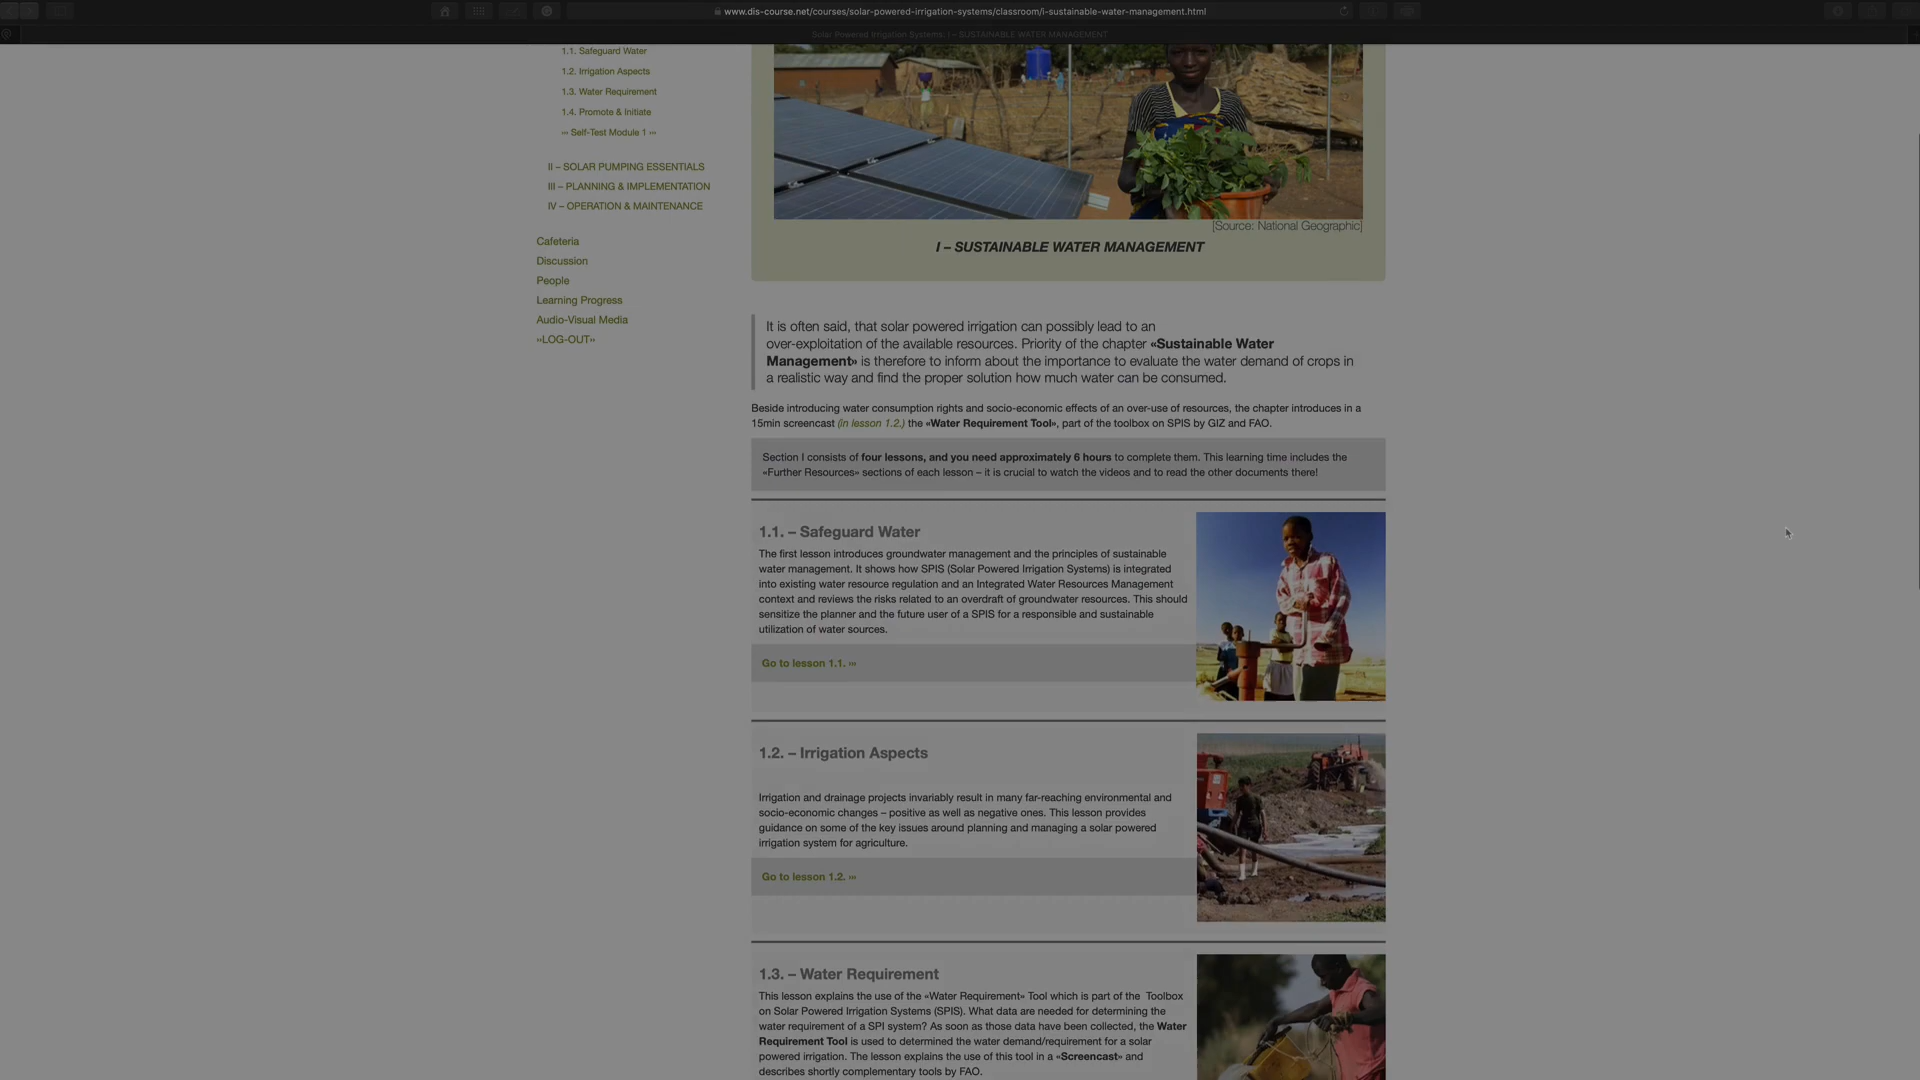 www.dis-course.net/courses/solar-powered-irrigation-systems/classroom/i-sustainable-water-management.html
Solar Powered Irrigation Systems: I – SUSTAINABLE WATER MANAGEMENT
1.1. Safeguard Water
1.2. Irrigation Aspects
1.3. Water Requirement
1.4. Promote & Initiate
››› Self-Test Module 1 ›››
II – SOLAR PUMPING ESSENTIALS
III – PLANNING & IMPLEMENTATION
IV – OPERATION & MAINTENANCE
Cafeteria
Discussion
People
Learning Progress
Audio-Visual Media
››LOG-OUT››
[Source: National Geographic]
I – SUSTAINABLE WATER MANAGEMENT
It is often said, that solar powered irrigation can possibly lead to an
over-exploitation of the available resources. Priority of the chapter «Sustainable Water
Management» is therefore to inform about the importance to evaluate the water demand of crops in
a realistic way and find the proper solution how much water can be consumed.
Beside introducing water consumption rights and socio-economic effects of an over-use of resources, the chapter introduces in a
15min screencast (in lesson 1.2.) the «Water Requirement Tool», part of the toolbox on SPIS by GIZ and FAO.
Section I consists of four lessons, and you need approximately 6 hours to complete them. This learning time includes the
«Further Resources» sections of each lesson – it is crucial to watch the videos and to read the other documents there!
1.1. – Safeguard Water
The first lesson introduces groundwater management and the principles of sustainable
water management. It shows how SPIS (Solar Powered Irrigation Systems) is integrated
into existing water resource regulation and an Integrated Water Resources Management
context and reviews the risks related to an overdraft of groundwater resources. This should
sensitize the planner and the future user of a SPIS for a responsible and sustainable
utilization of water sources.
Go to lesson 1.1. ›››
1.2. – Irrigation Aspects
Irrigation and drainage projects invariably result in many far-reaching environmental and
socio-economic changes – positive as well as negative ones. This lesson provides
guidance on some of the key issues around planning and managing a solar powered
irrigation system for agriculture.
Go to lesson 1.2. ›››
1.3. – Water Requirement
This lesson explains the use of the «Water Requirement» Tool which is part of the Toolbox
on Solar Powered Irrigation Systems (SPIS). What data are needed for determining the
water requirement of a SPI system? As soon as those data have been collected, the Water
Requirement Tool is used to determined the water demand/requirement for a solar
powered irrigation. The lesson explains the use of this tool in a «Screencast» and
describes shortly complementary tools by FAO.